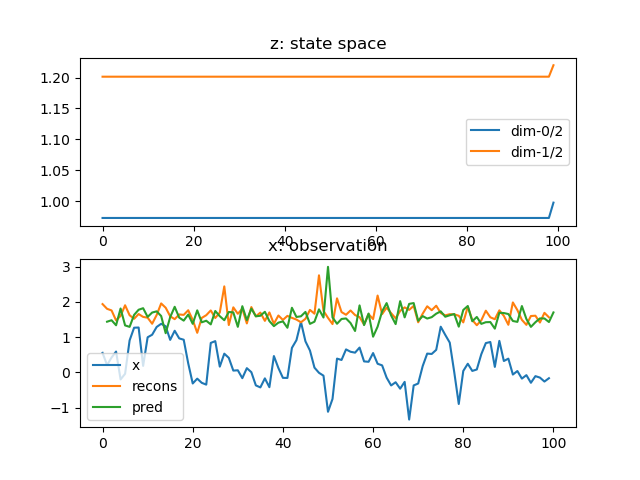 z: state space
1.20
1.15
1.10
1.05
1.00
dim-0/2
dim-1/2
0 20 40 60 80 100
x: observation
3
2
1
0
−1
x
recons
pred
0 20 40 60 80 100